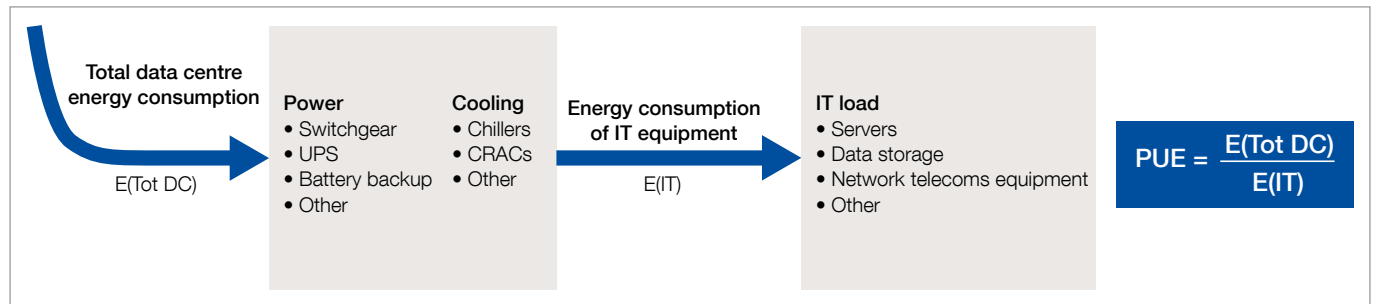 Total data centre
energy consumption
E(Tot DC)
Power
• Switchgear
• UPS
• Battery backup
• Other
Cooling
• Chillers
• CRACs
• Other
Energy consumption
of IT equipment
E(IT)
IT load
• Servers
• Data storage
• Network telecoms equipment
• Other
PUE = E(Tot DC)
E(IT)